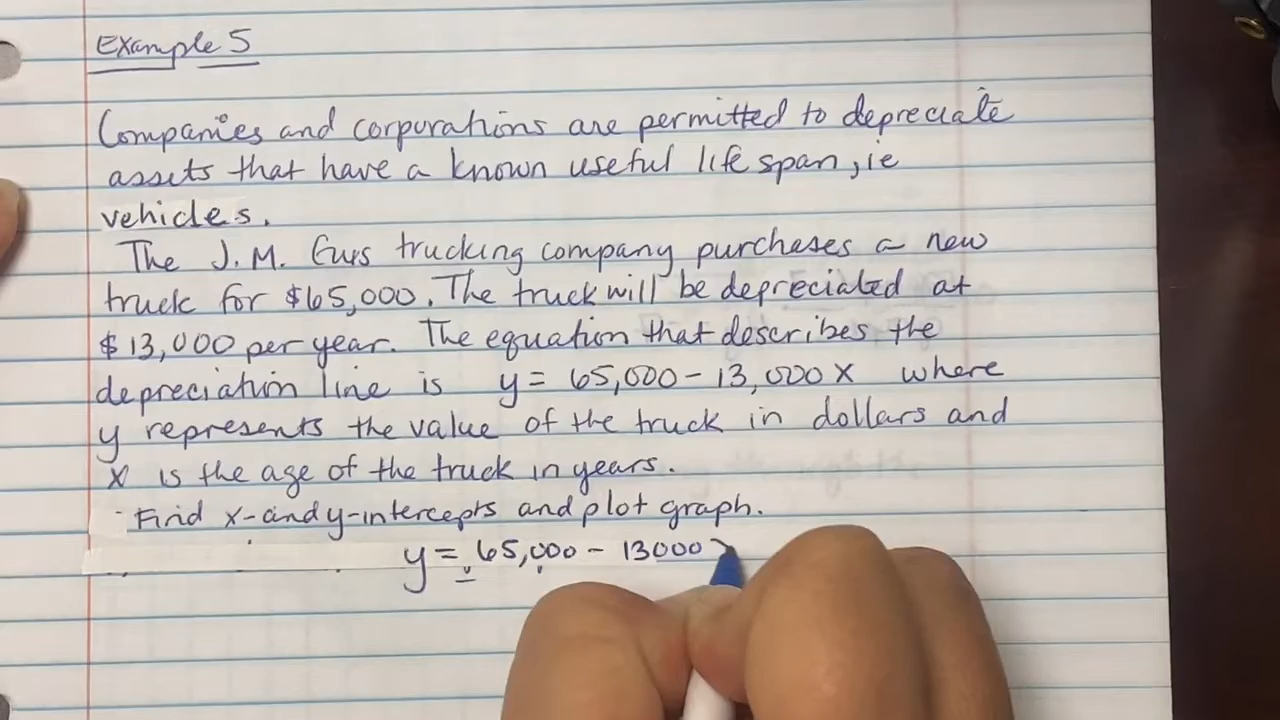 Example 5
Companies and corporations are permitted to depreciate
assets that have a known useful life span, ie
vehicles.
The J.M. Gurs trucking company purchases a new
truck for $65,000. The truck will be depreciated at
$13,000 per year. The equation that describes the
depreciation line is y = 65,000 - 13,000 x where
y represents the value of the truck in dollars and
x is the age of the truck in years.
Find x- and y-intercepts and plot graph.
y = 65,000 - 13000